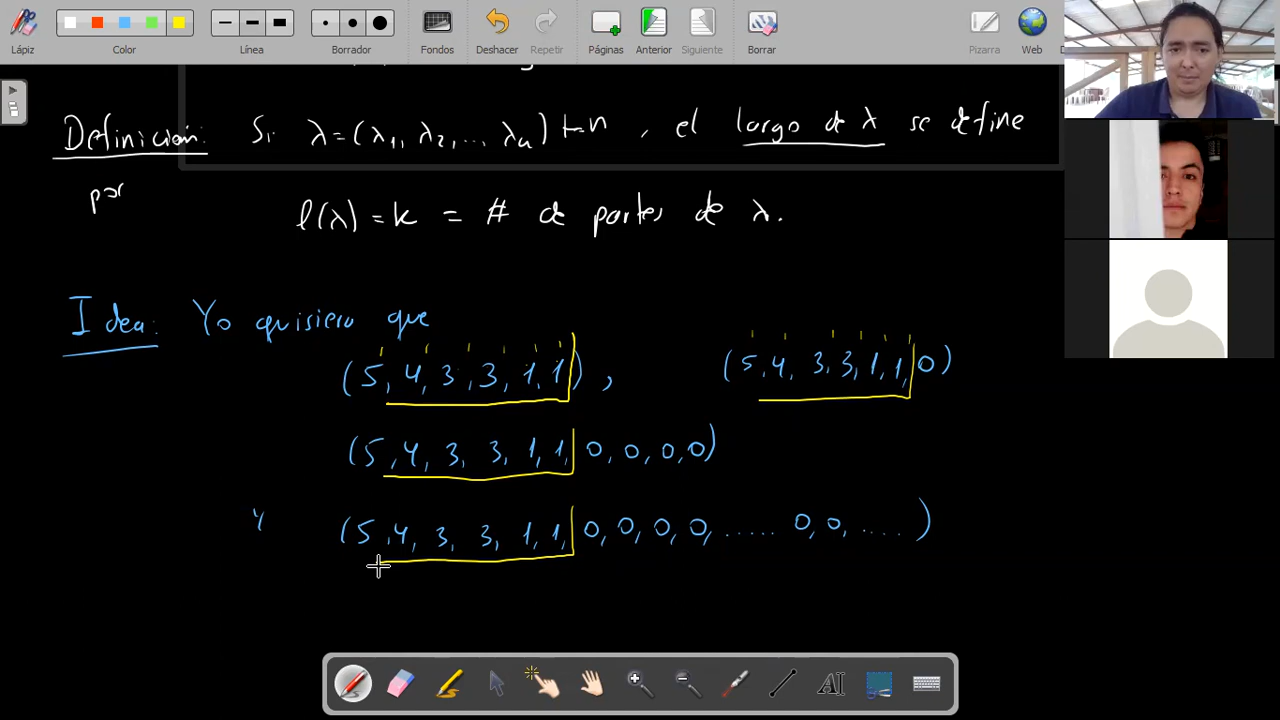 Lápiz Color Línea Borrador Fondos Deshacer Repetir Páginas Anterior Siguiente Borrar Pizarra Web
Definición: Si λ=(λ₁, λ₂, ... λₖ) ⊢n , el largo de λ se define
por
l(λ) = k = # de partes de λ.
Idea: Yo quisiera que
(5, 4, 3, 3, 1, 1) , (5, 4, 3, 3, 1, 1, 0)
(5, 4, 3, 3, 1, 1, 0, 0, 0, 0)
y (5, 4, 3, 3, 1, 1, 0, 0, 0, 0, ..... 0, 0, .... )
AI